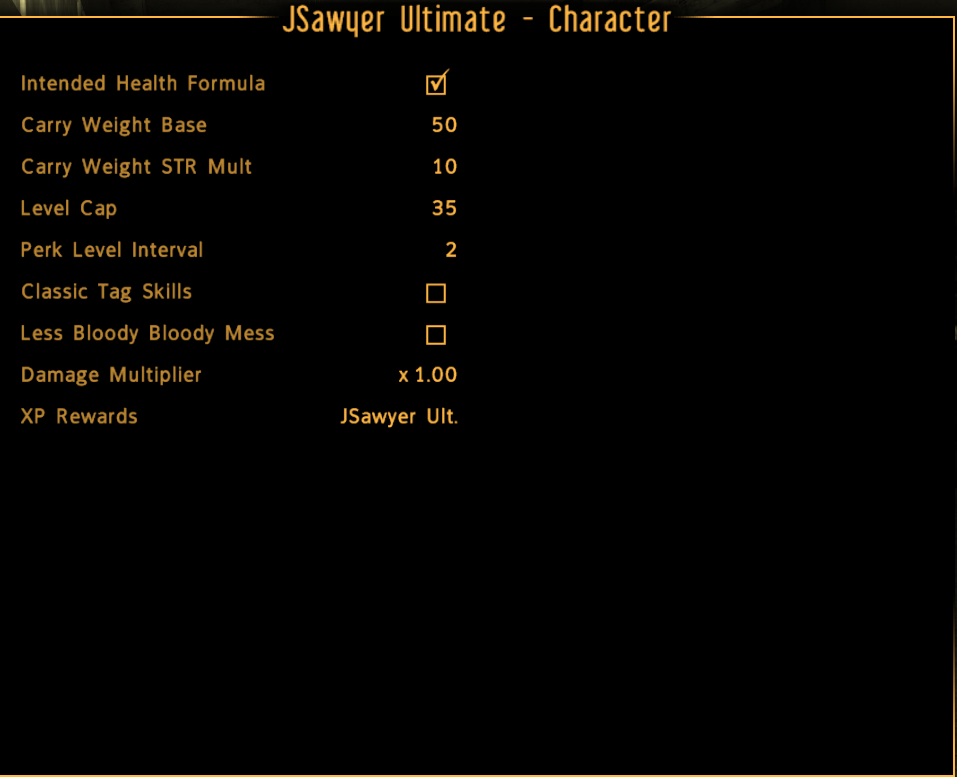 JSawyer Ultimate - Character
Intended Health Formula
Carry Weight Base 50
Carry Weight STR Mult 10
Level Cap 35
Perk Level Interval 2
Classic Tag Skills
Less Bloody Bloody Mess
Damage Multiplier x 1.00
XP Rewards JSawyer Ult.